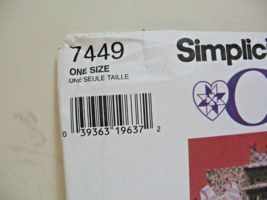 7449
Simplici
ONE SIZE
UNE SEULE TAILLE
0 39363 19637 2